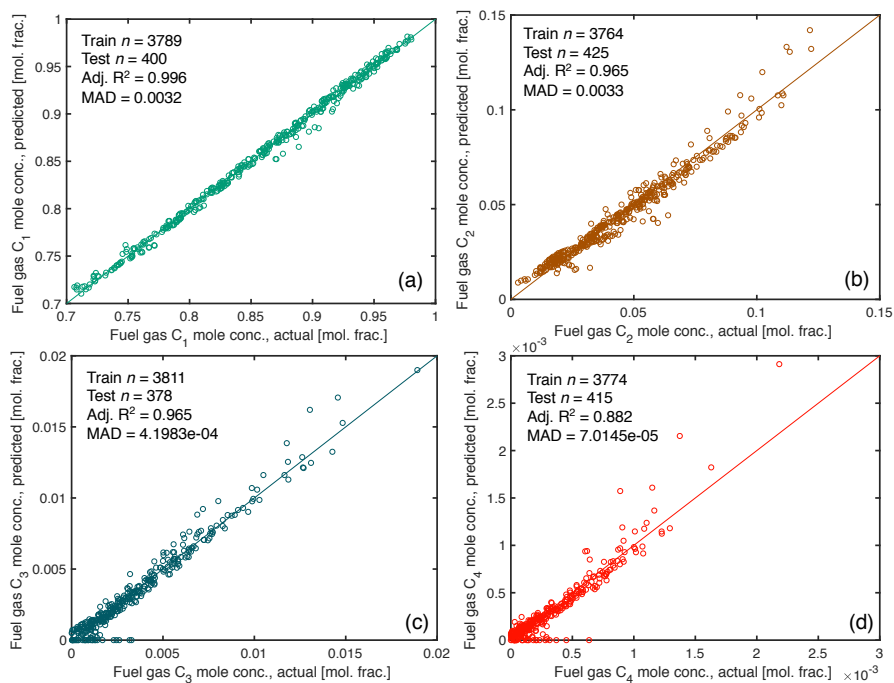 Train n = 3789
Test n = 400
Adj. R² = 0.996
MAD = 0.0032
(a)
Fuel gas C₁ mole conc., predicted [mol. frac.]
1
0.95
0.9
0.85
0.8
0.75
0.7
0.7 0.75 0.8 0.85 0.9 0.95 1
Fuel gas C₁ mole conc., actual [mol. frac.]
Train n = 3764
Test n = 425
Adj. R² = 0.965
MAD = 0.0033
(b)
Fuel gas C₂ mole conc., predicted [mol. frac.]
0.15
0.1
0.05
0
0 0.05 0.1 0.15
Fuel gas C₂ mole conc., actual [mol. frac.]
Train n = 3811
Test n = 378
Adj. R² = 0.965
MAD = 4.1983e-04
(c)
Fuel gas C₃ mole conc., predicted [mol. frac.]
0.02
0.015
0.01
0.005
0
0 0.005 0.01 0.015 0.02
Fuel gas C₃ mole conc., actual [mol. frac.]
× 10⁻³
Train n = 3774
Test n = 415
Adj. R² = 0.882
MAD = 7.0145e-05
(d)
Fuel gas C₄ mole conc., predicted [mol. frac.]
3
2.5
2
1.5
1
0.5
0
0 0.5 1 1.5 2 2.5 3
Fuel gas C₄ mole conc., actual [mol. frac.] × 10⁻³